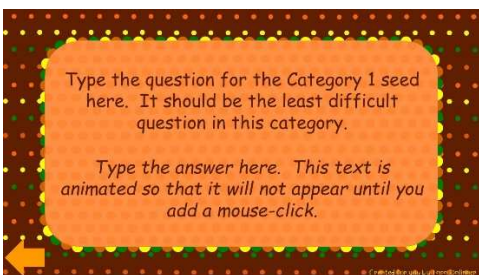 Type the question for the Category 1 seed
here. It should be the least difficult
question in this category.
Type the answer here. This text is
animated so that it will not appear until you
add a mouse-click.